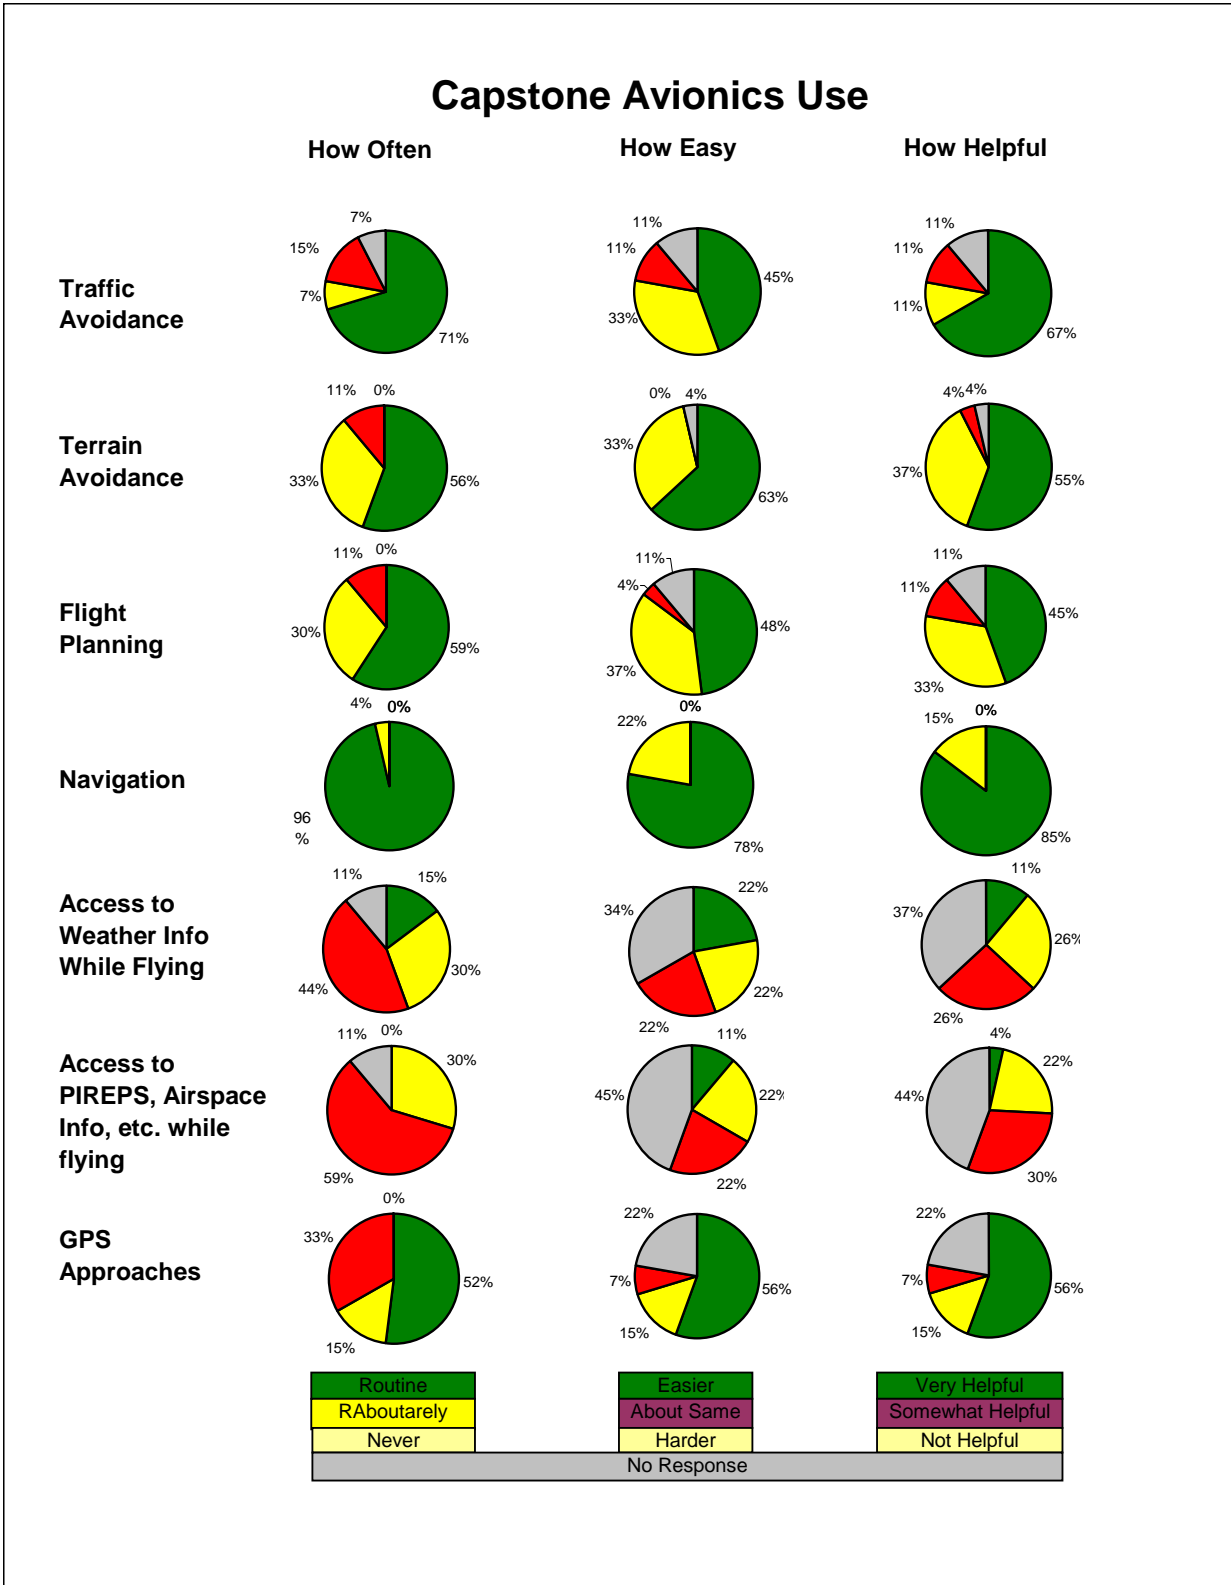 Capstone Avionics Use
How Often
How Easy
How Helpful
Traffic
Avoidance
7%
15%
7%
71%
11%
11%
33%
45%
11%
11%
11%
67%
Terrain
Avoidance
11%
0%
33%
56%
0%
4%
33%
63%
4%
4%
37%
55%
Flight
Planning
11%
0%
30%
59%
11%
4%
37%
48%
11%
11%
33%
45%
Navigation
4%
0%
96
%
22%
0%
78%
15%
0%
85%
Access to
Weather Info
While Flying
11%
15%
44%
30%
34%
22%
22%
22%
37%
11%
26%
26%
Access to
PIREPS, Airspace
Info, etc. while
flying
11%
0%
30%
59%
45%
11%
22%
22%
44%
4%
22%
30%
GPS
Approaches
0%
33%
52%
15%
22%
7%
15%
56%
22%
7%
15%
56%
Routine
RAboutarely
Never
Easier
About Same
Harder
Very Helpful
Somewhat Helpful
Not Helpful
No Response